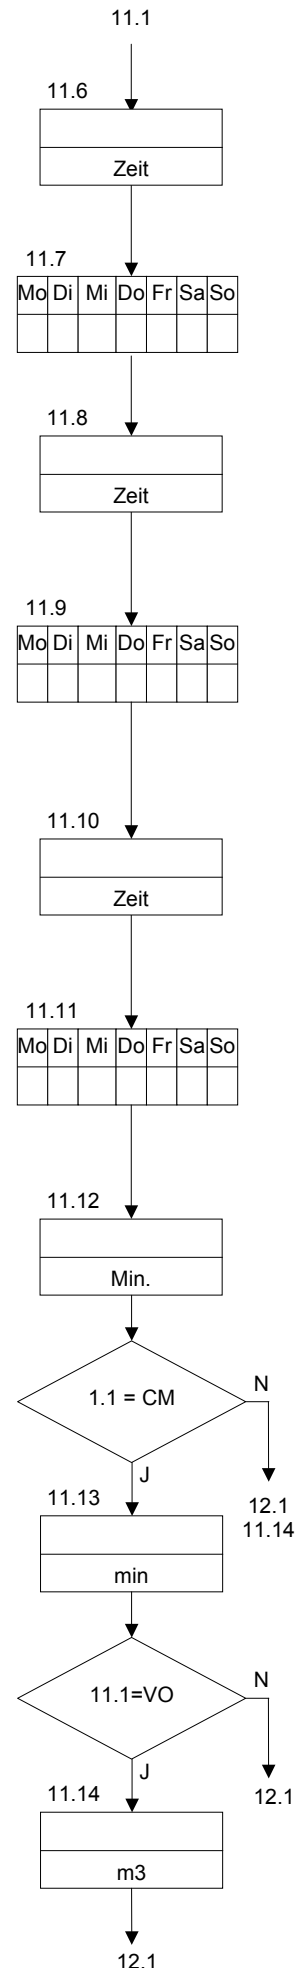 11.1
11.6
Zeit
11.7
Mo Di Mi Do Fr Sa So
11.8
Zeit
11.9
Mo Di Mi Do Fr Sa So
11.10
Zeit
11.11
Mo Di Mi Do Fr Sa So
11.12
Min.
1.1 = CM
N
J
12.1
11.14
11.13
min
11.1=VO
N
J
12.1
11.14
m3
12.1